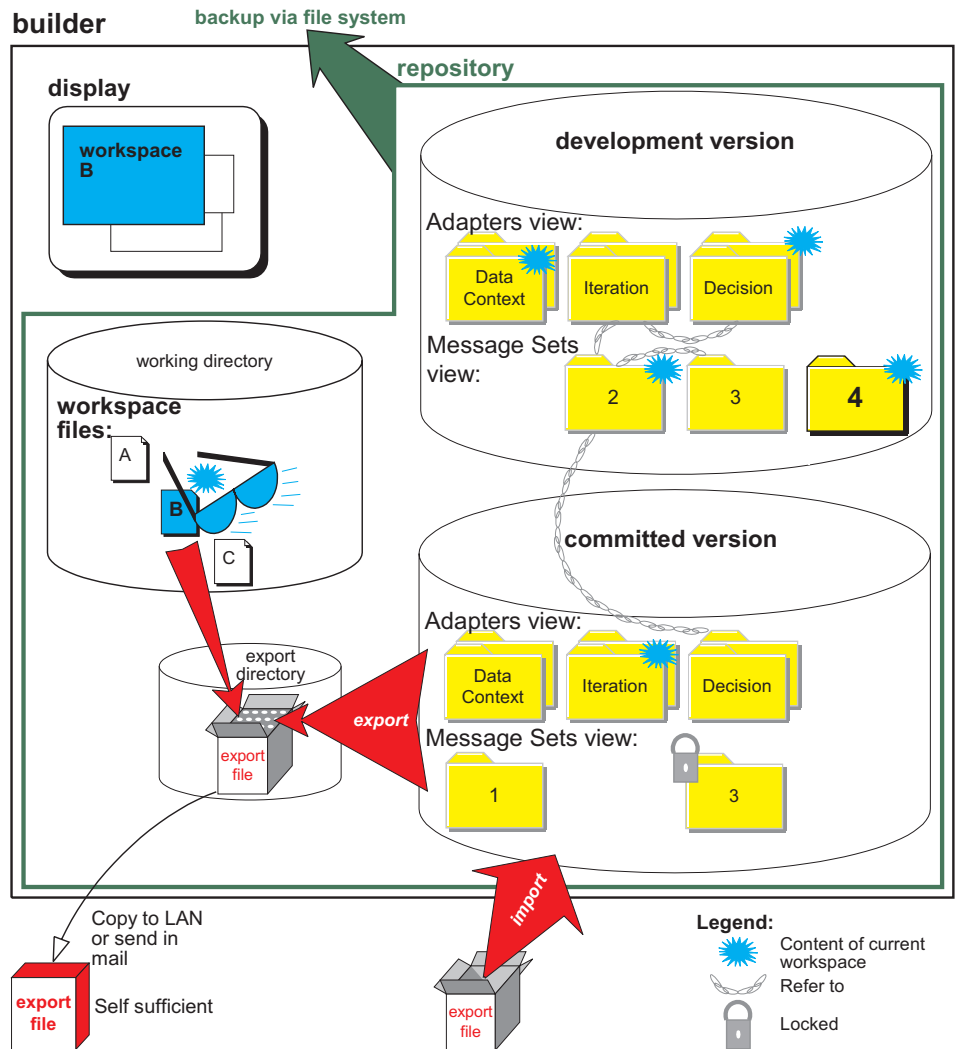 builder
backup via file system
repository
display
workspace
B
development version
Adapters view:
Data
Context
Iteration
Decision
Message Sets
view:
2
3
4
working directory
workspace
files:
A
B
C
committed version
Adapters view:
Data
Context
Iteration
Decision
Message Sets view:
1
3
export
directory
export
file
export
import
Copy to LAN
or send in
mail
export
file
Self sufficient
export
file
Legend:
Content of current
workspace
Refer to
Locked